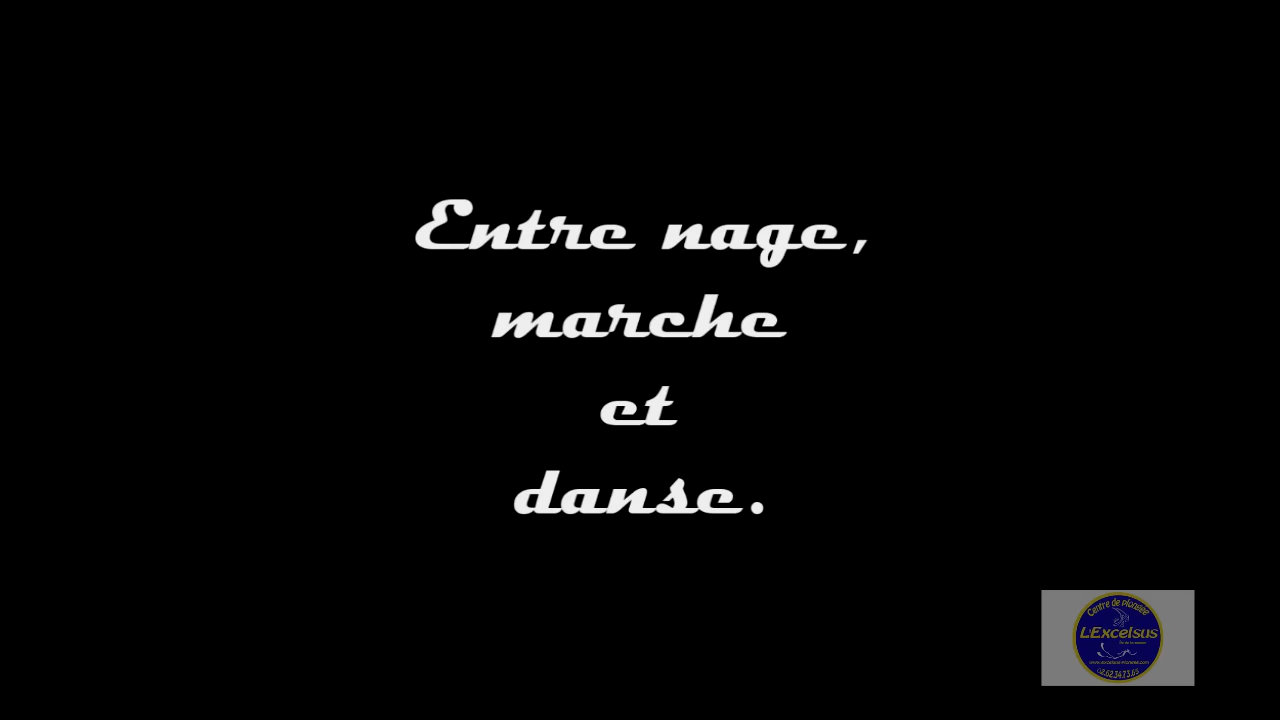 Entre nage,
marche
et
danse.
Centre de plongée
L'Excelsus